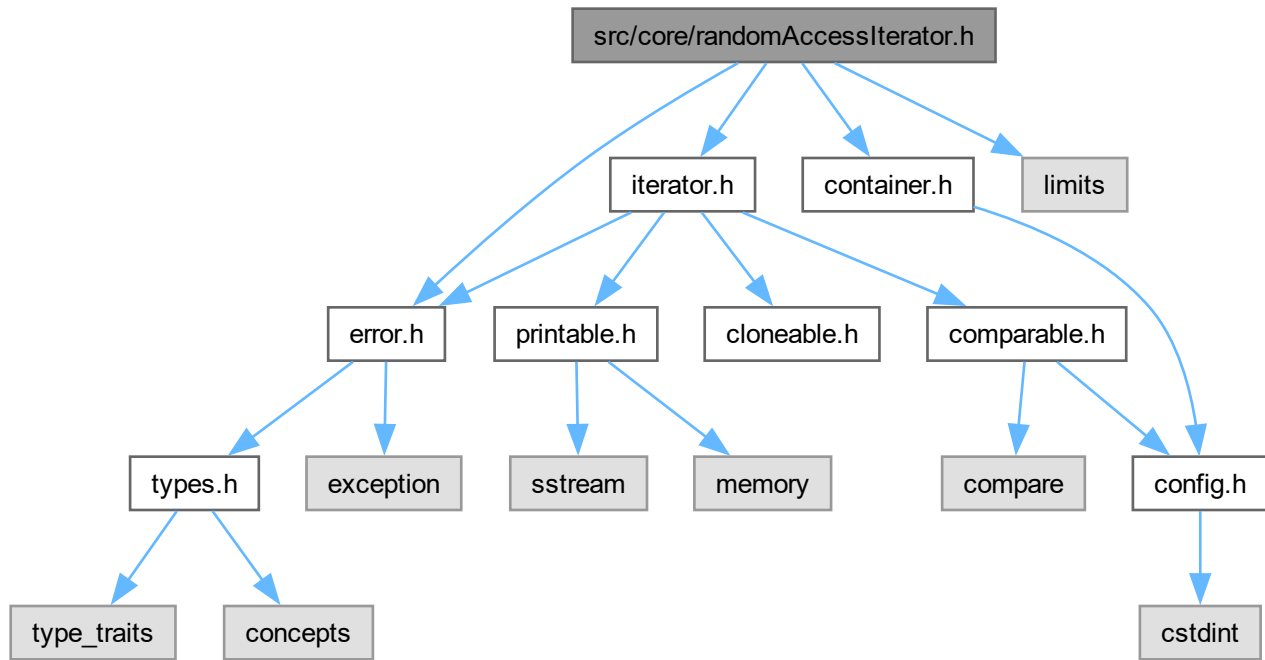 src/core/randomAccessIterator.h
iterator.h
container.h
limits
error.h
printable.h
cloneable.h
comparable.h
types.h
exception
sstream
memory
compare
config.h
type_traits
concepts
cstdint